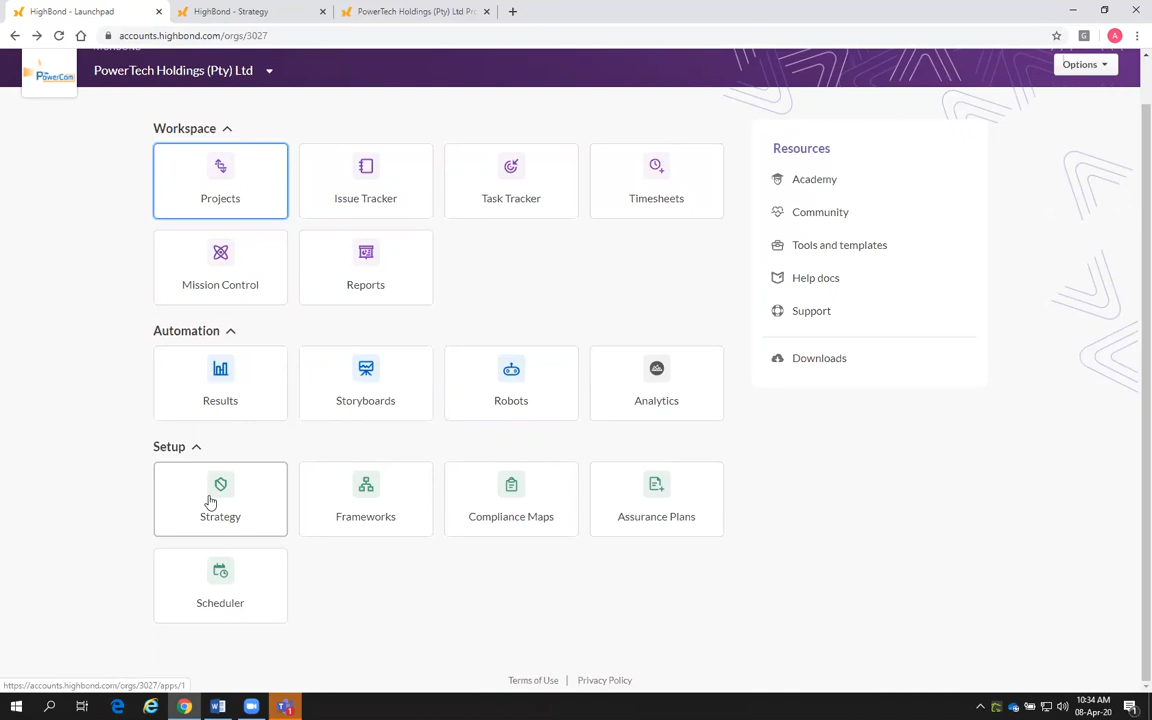 HighBond - Launchpad
HighBond - Strategy
PowerTech Holdings (Pty) Ltd Pr
accounts.highbond.com/orgs/3027
G
A
PowerCom
PowerTech Holdings (Pty) Ltd
Options
Workspace
Projects
Issue Tracker
Task Tracker
Timesheets
Mission Control
Reports
Automation
Results
Storyboards
Robots
Analytics
Setup
Strategy
Frameworks
Compliance Maps
Assurance Plans
Scheduler
Resources
Academy
Community
Tools and templates
Help docs
Support
Downloads
Terms of Use
Privacy Policy
https://accounts.highbond.com/orgs/3027/apps/1
10:34 AM
08-Apr-20